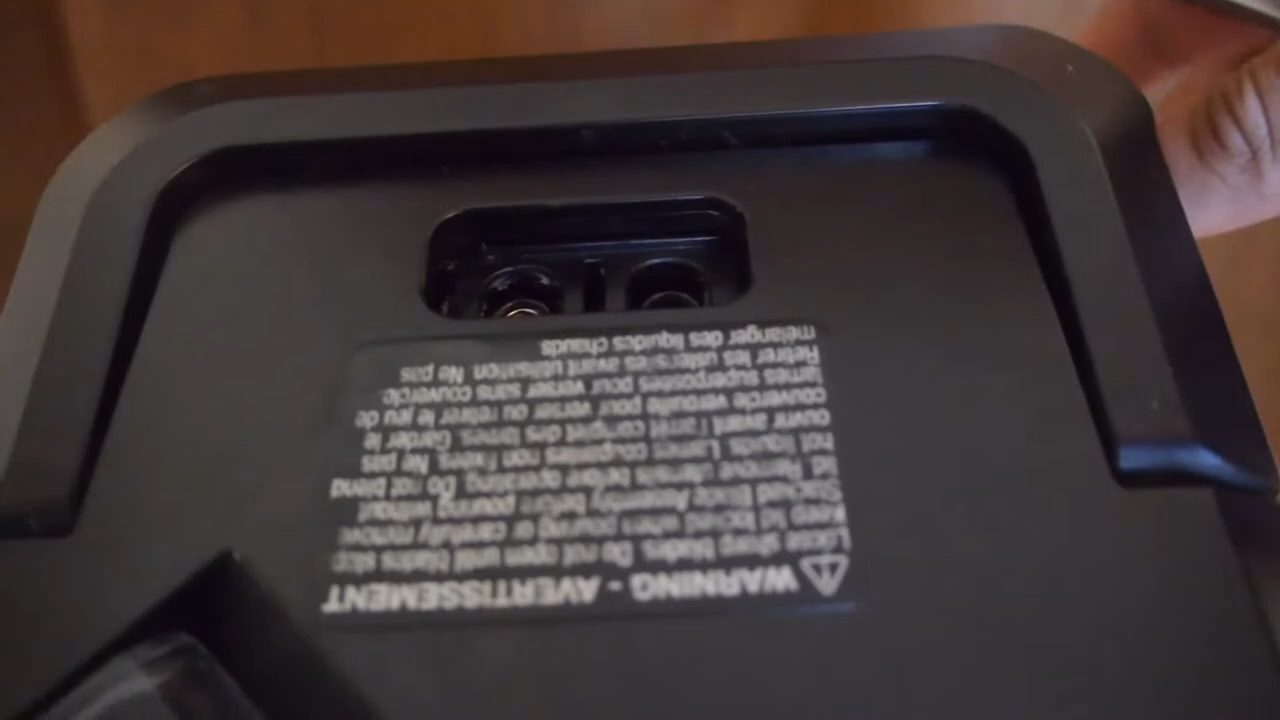 WARNING - AVERTISSEMENT
Loose sharp blades. Do not open until blades stop.
Keep lid locked when pouring or carefully remove
Stacked Blade Assembly before pouring without
lid. Remove utensils before operating. Do not blend
hot liquids. Lames coupantes non fixées. Ne pas
ouvrir avant l'arrêt complet des lames. Garder le
couvercle verrouillé pour verser ou retirer le jeu de
lames superposées pour verser sans couvercle.
Retirer les ustensiles avant utilisation. Ne pas
mélanger des liquides chauds